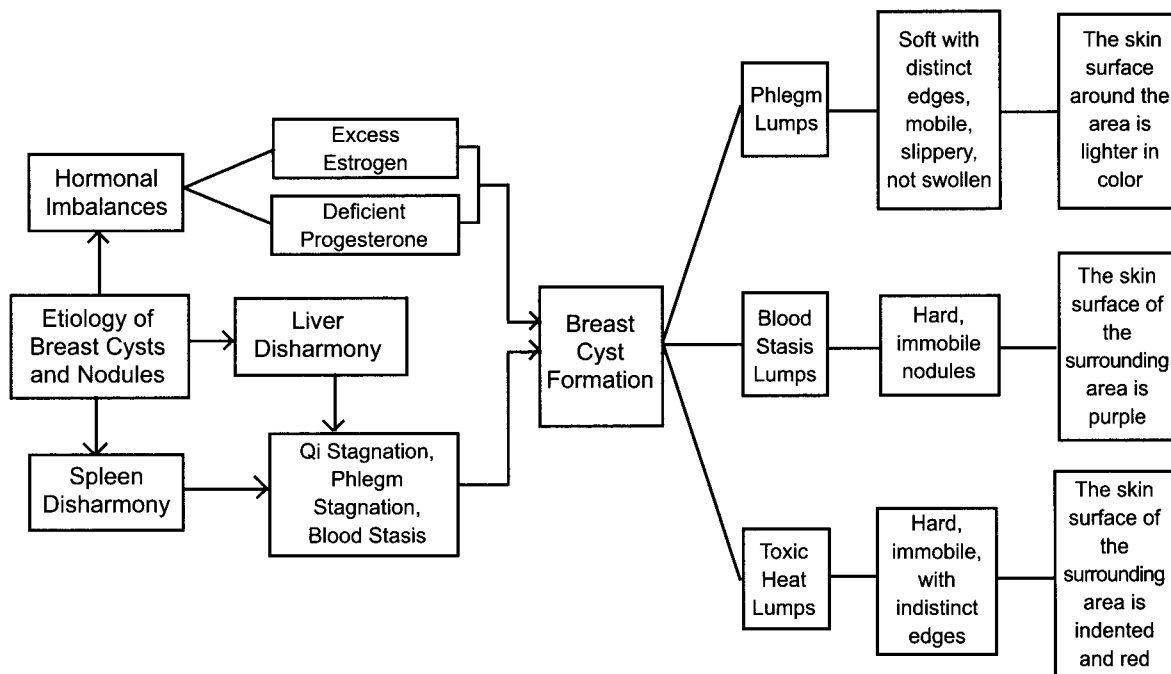 Etiology of
Breast Cysts
and Nodules
Hormonal
Imbalances
Excess
Estrogen
Deficient
Progesterone
Liver
Disharmony
Spleen
Disharmony
Qi Stagnation,
Phlegm
Stagnation,
Blood Stasis
Breast
Cyst
Formation
Phlegm
Lumps
Soft with
distinct
edges,
mobile,
slippery,
not swollen
The skin
surface
around the
area is
lighter in
color
Blood
Stasis
Lumps
Hard,
immobile
nodules
The skin
surface of
the
surrounding
area is
purple
Toxic
Heat
Lumps
Hard,
immobile,
with
indistinct
edges
The skin
surface of
the
surrounding
area is
indented
and red